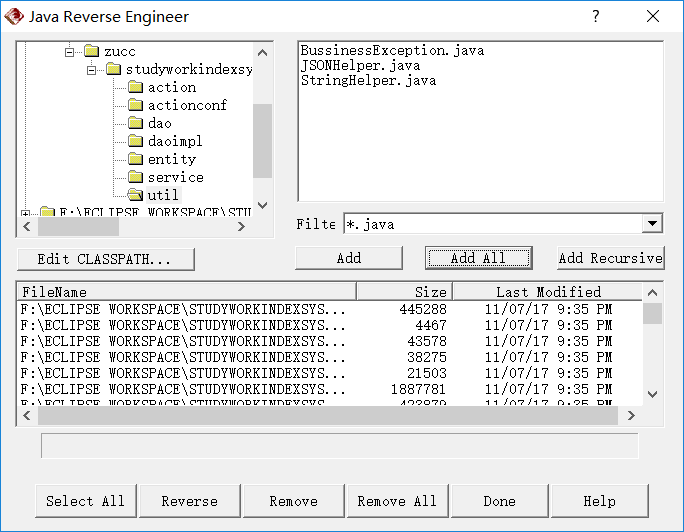 Java Reverse Engineer
zucc
studyworkindexsy
action
actionconf
dao
daoimpl
entity
service
util
F:\ECLIPSE WORKSPACE\STU
BussinessException.java
JSONHelper.java
StringHelper.java
Filte
*.java
Edit CLASSPATH...
Add
Add All
Add Recursive
FileName Size Last Modified
F:\ECLIPSE WORKSPACE\STUDYWORKINDEXSYS... 445288 11/07/17 9:35 PM
F:\ECLIPSE WORKSPACE\STUDYWORKINDEXSYS... 4467 11/07/17 9:35 PM
F:\ECLIPSE WORKSPACE\STUDYWORKINDEXSYS... 43578 11/07/17 9:35 PM
F:\ECLIPSE WORKSPACE\STUDYWORKINDEXSYS... 38275 11/07/17 9:35 PM
F:\ECLIPSE WORKSPACE\STUDYWORKINDEXSYS... 21503 11/07/17 9:35 PM
F:\ECLIPSE WORKSPACE\STUDYWORKINDEXSYS... 1887781 11/07/17 9:35 PM
F:\ECLIPSE WORKSPACE\STUDYWORKINDEXSYS... 423879 11/07/17 9:35 PM
Select All
Reverse
Remove
Remove All
Done
Help